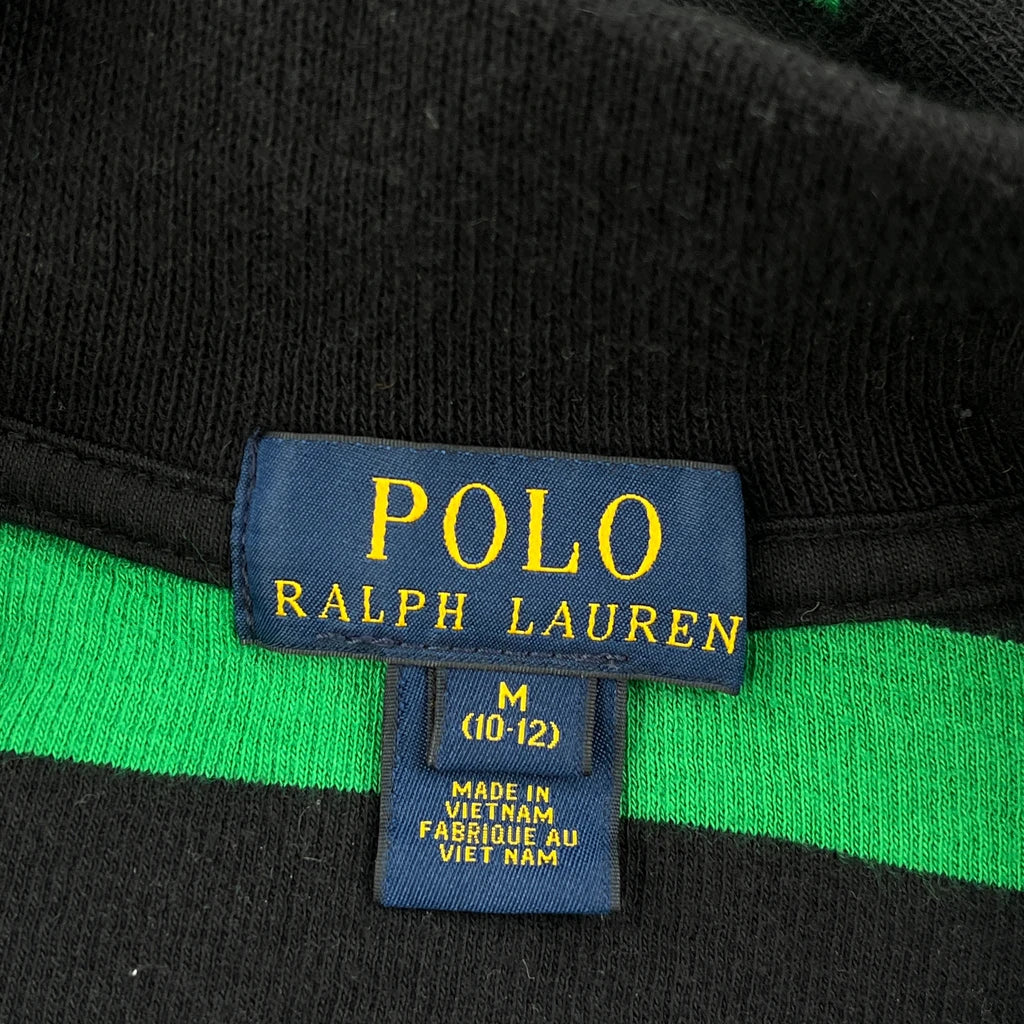 POLO
RALPH LAUREN
M
(10-12)
MADE IN
VIETNAM
FABRIQUE AU
VIET NAM